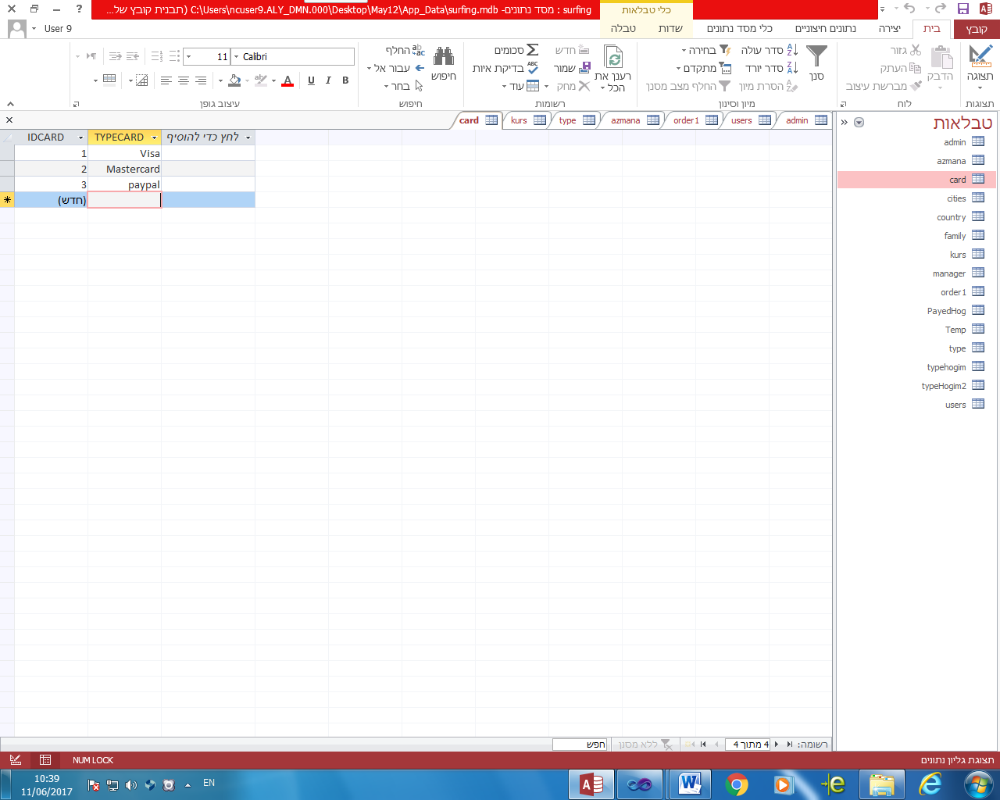 surfing : מסד נתונים- C:\Users\ncuser9.ALY_DMN.000\Desktop\May12\App_Data\surfing.mdb (תבנית קובץ של...
כלי טבלאות
קובץ
בית
יצירה
נתונים חיצוניים
כלי מסד נתונים
שדות
טבלה
User 9
תצוגה
תצוגות
הדבק
גזור
העתק
מברשת עיצוב
לוח
סנן
סדר עולה
סדר יורד
הסרת מיון
בחירה
מתקדם
החלף מצב מסנן
מיון וסינון
רענן את הכל
חדש
שמור
מחק
סכומים
בדיקת איות
עוד
רשומות
חיפוש
החלף
עבור אל
בחר
חיפוש
Calibri
11
B I U A
עיצוב גופן
טבלאות
admin
azmana
card
cities
country
family
kurs
manager
order1
PayedHog
Temp
type
typehogim
typeHogim2
users
admin
users
order1
azmana
type
kurs
card
IDCARD TYPECARD לחץ כדי להוסיף
1 Visa
2 Mastercard
3 paypal
(חדש)
רשומה: 4 מתוך 4 ללא מסנן חפש
תצוגת גליון נתונים
NUM LOCK
EN
10:39
11/06/2017